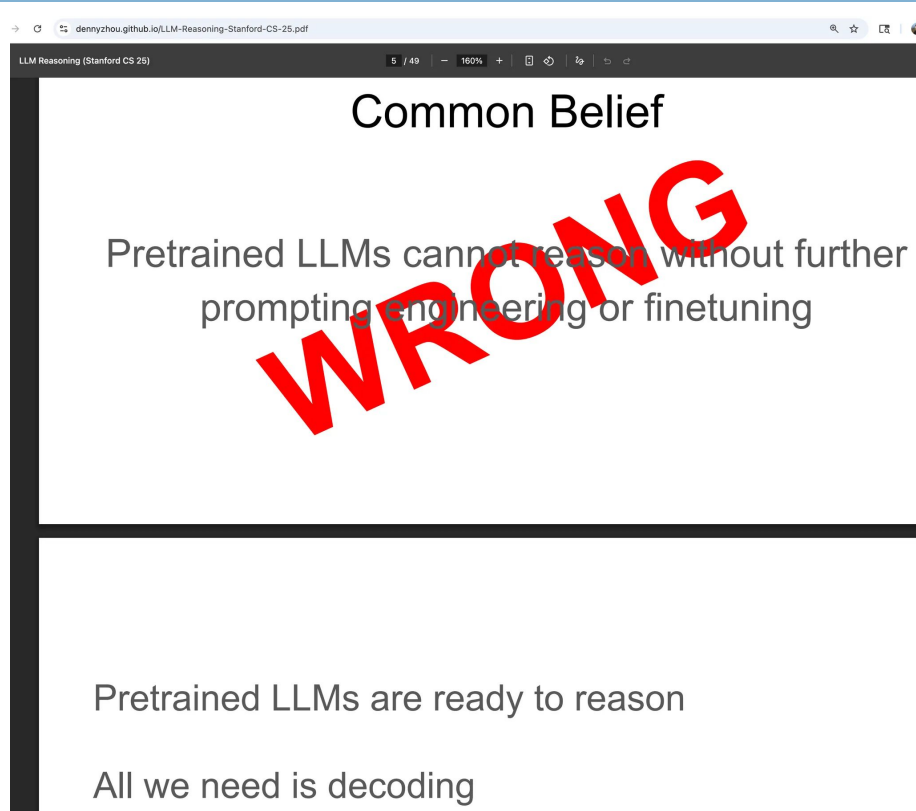 dennyzhou.github.io/LLM-Reasoning-Stanford-CS-25.pdf
LLM Reasoning (Stanford CS 25)
5 / 49
160%
Common Belief
WRONG
Pretrained LLMs cannot reason without further
prompting engineering or finetuning
Pretrained LLMs are ready to reason
All we need is decoding